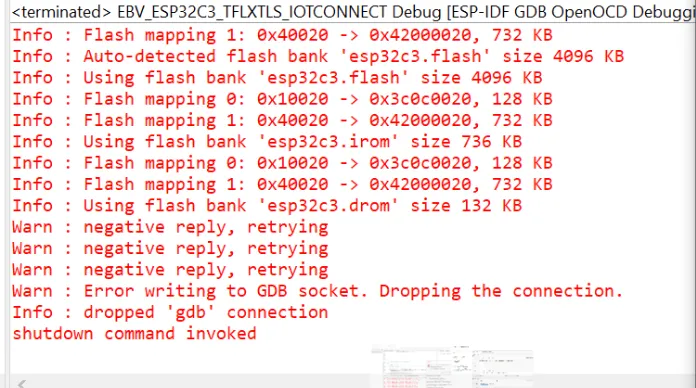 <terminated> EBV_ESP32C3_TFLXTLS_IOTCONNECT Debug [ESP-IDF GDB OpenOCD Debuggi
Info : Flash mapping 1: 0x40020 -> 0x42000020, 732 KB
Info : Auto-detected flash bank 'esp32c3.flash' size 4096 KB
Info : Using flash bank 'esp32c3.flash' size 4096 KB
Info : Flash mapping 0: 0x10020 -> 0x3c0c0020, 128 KB
Info : Flash mapping 1: 0x40020 -> 0x42000020, 732 KB
Info : Using flash bank 'esp32c3.irom' size 736 KB
Info : Flash mapping 0: 0x10020 -> 0x3c0c0020, 128 KB
Info : Flash mapping 1: 0x40020 -> 0x42000020, 732 KB
Info : Using flash bank 'esp32c3.drom' size 132 KB
Warn : negative reply, retrying
Warn : negative reply, retrying
Warn : negative reply, retrying
Warn : Error writing to GDB socket. Dropping the connection.
Info : dropped 'gdb' connection
shutdown command invoked